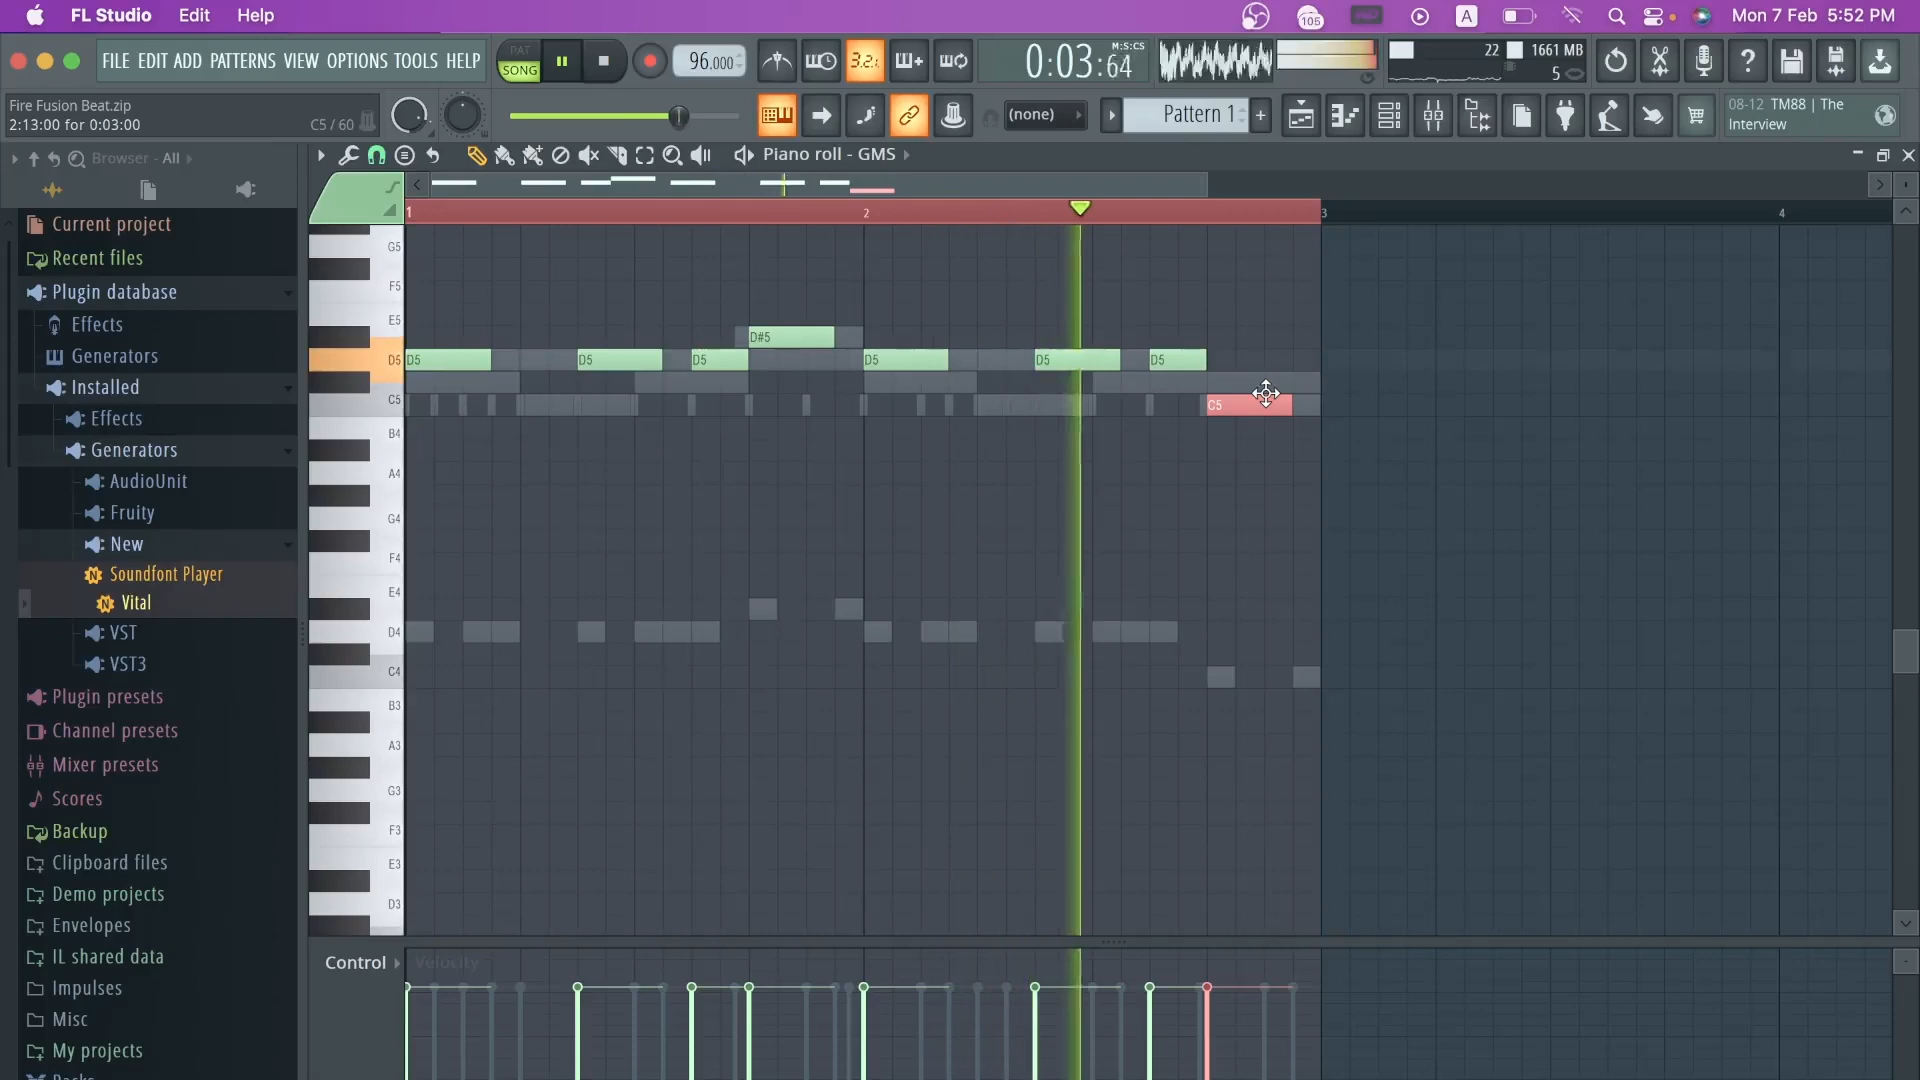 FL Studio Edit Help
105 A Mon 7 Feb 5:52 PM
FILE EDIT ADD PATTERNS VIEW OPTIONS TOOLS HELP
PAT
SONG
96.000
3.2
0:03:64
M:S:CS
22
1661 MB
5
Fire Fusion Beat.zip
2:13:00 for 0:03:00
C5 / 60
(none)
Pattern 1
08-12 TM88 | The
Interview
Browser - All
Piano roll - GMS
1 2 3 4
Current project
Recent files
Plugin database
Effects
Generators
Installed
Effects
Generators
AudioUnit
Fruity
New
Soundfont Player
Vital
VST
VST3
Plugin presets
Channel presets
Mixer presets
Scores
Backup
Clipboard files
Demo projects
Envelopes
IL shared data
Impulses
Misc
My projects
G5
F5
E5
D#5
D5 D5 D5 D5 D5 D5 D5
C5 C5
B4
A4
G4
F4
E4
D4
C4
B3
A3
G3
F3
E3
D3
Control Velocity